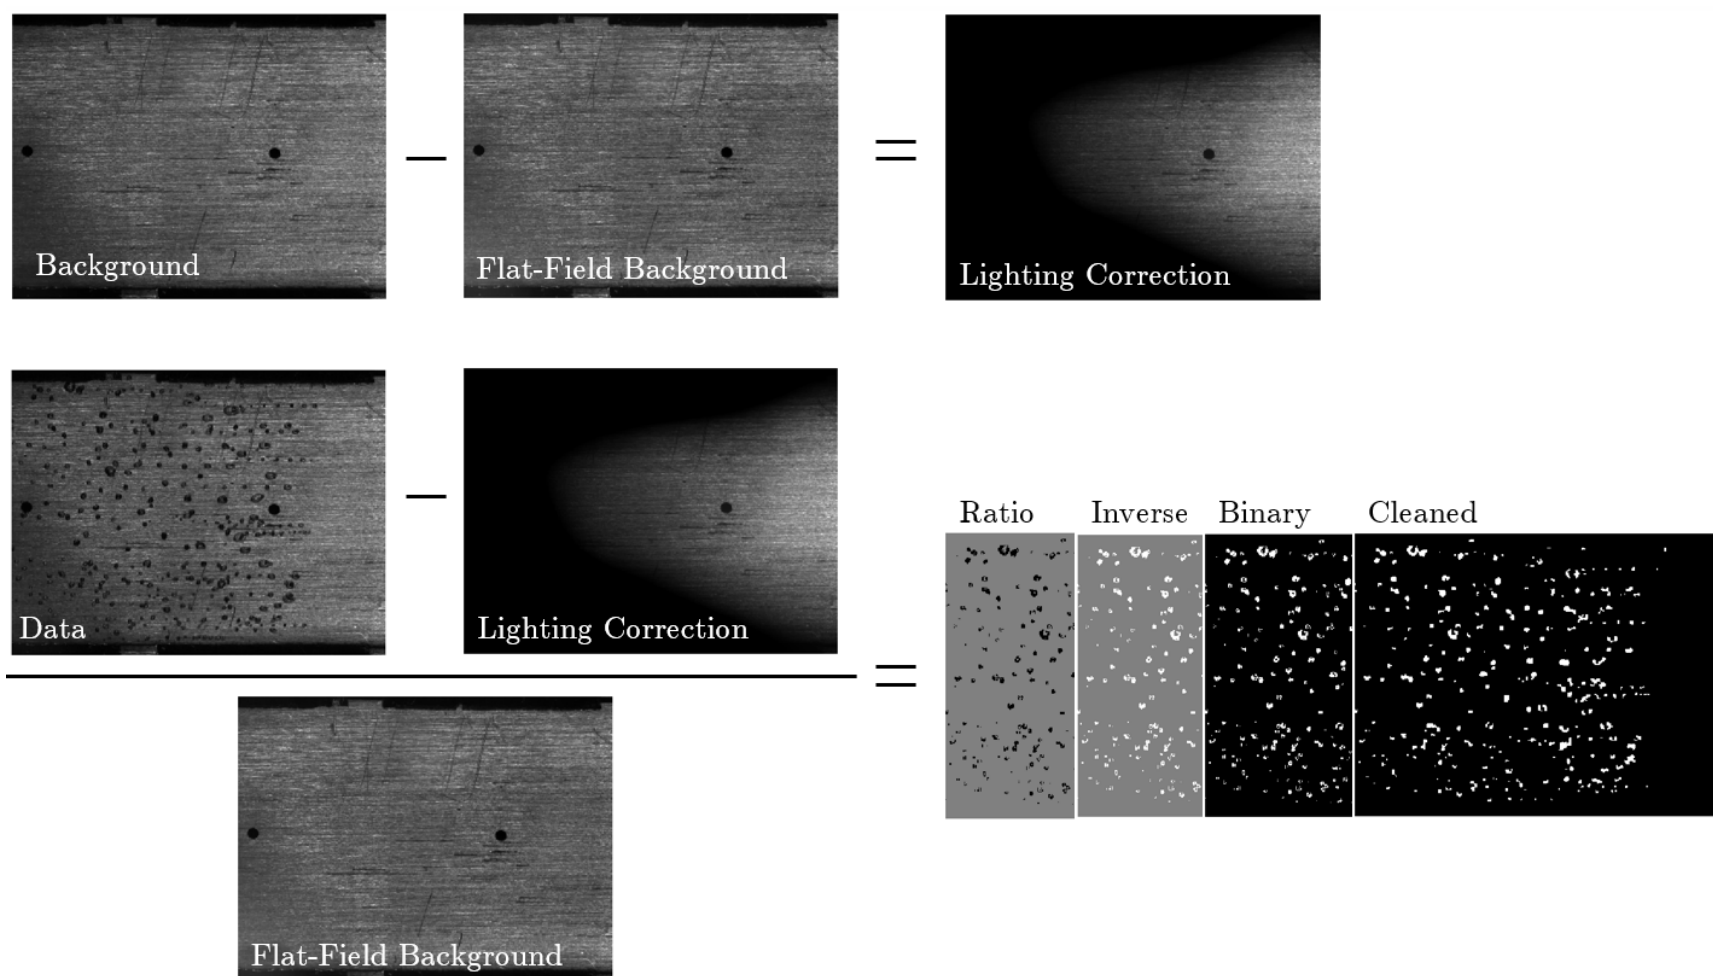 Background
Flat-Field Background
Lighting Correction
Data
Lighting Correction
Ratio
Inverse
Binary
Cleaned
Flat-Field Background